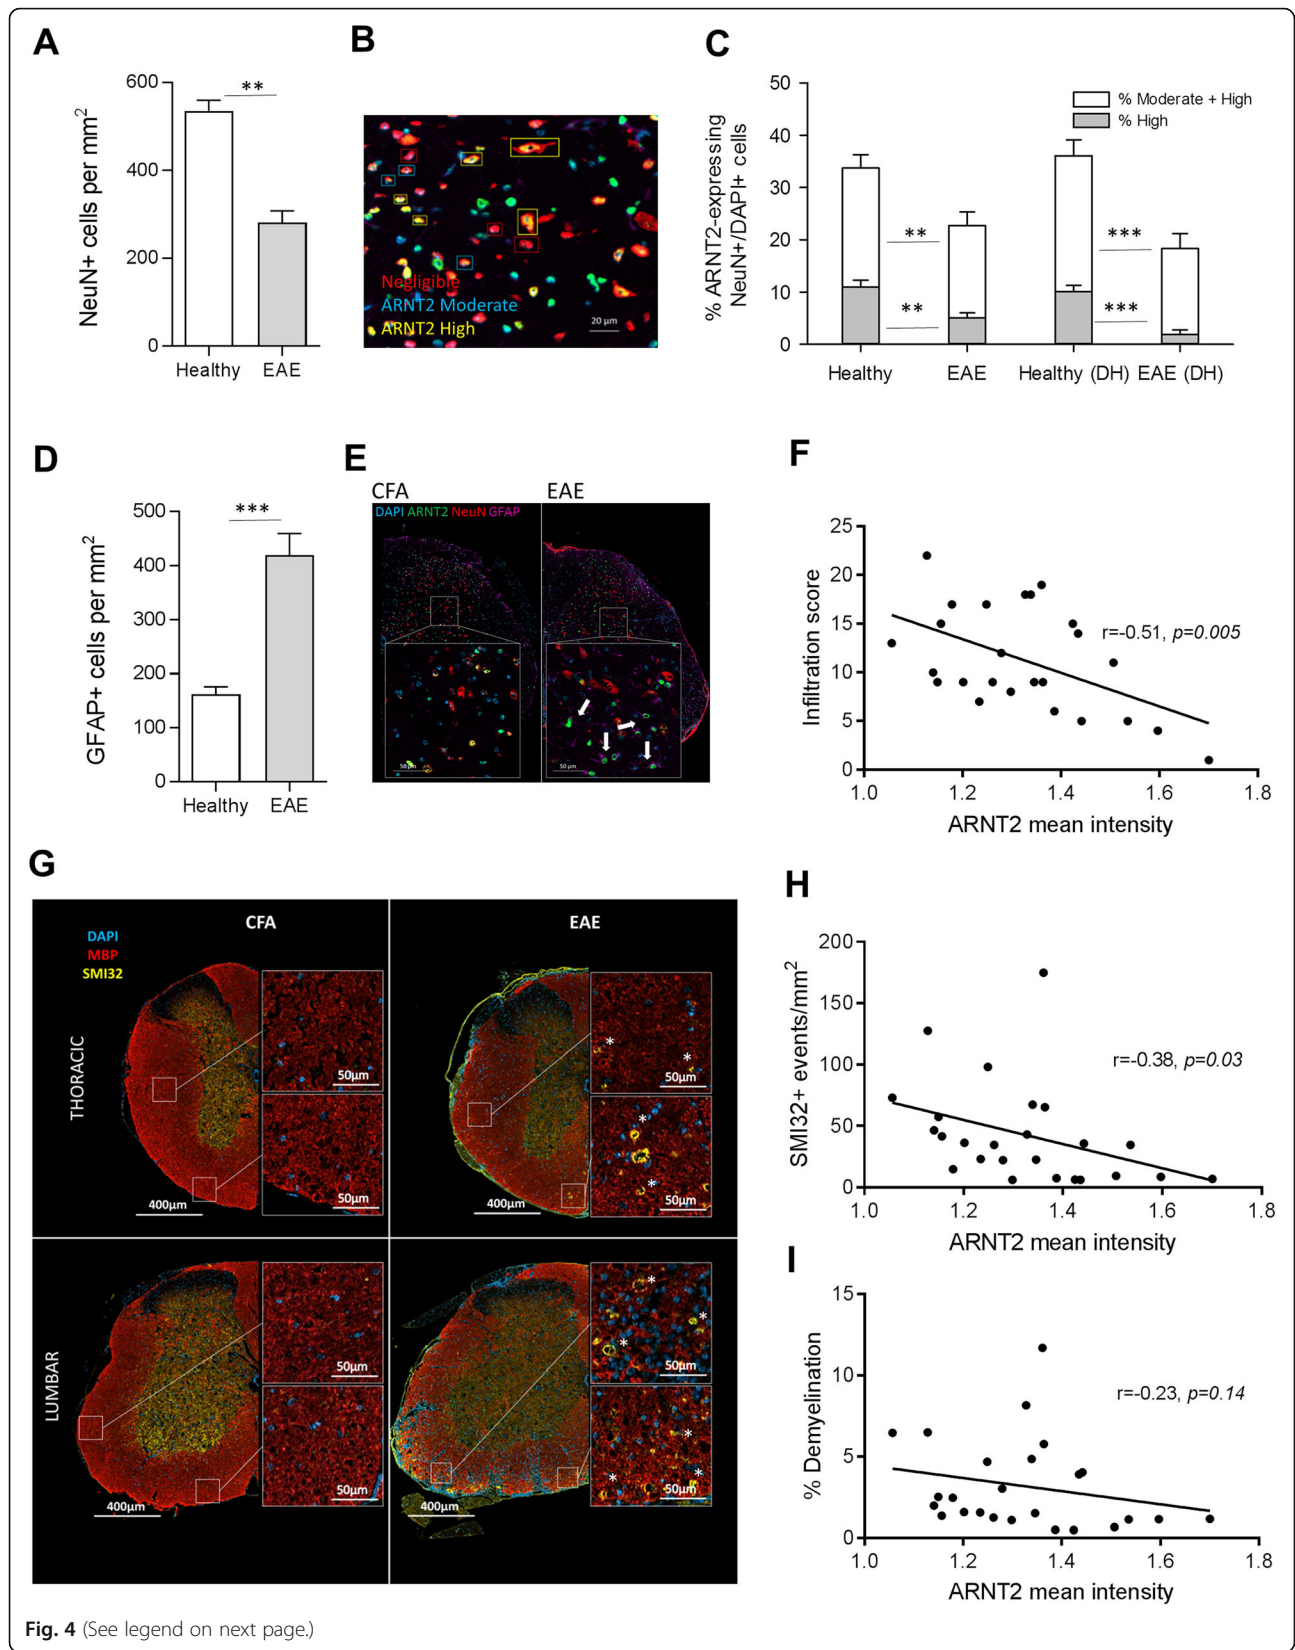 A
600
400
200
0
NeuN+ cells per mm2
**
Healthy
EAE
B
Negligible
ARNT2 Moderate
ARNT2 High
20 µm
C
50
40
30
20
10
0
% ARNT2-expressing
NeuN+/DAPI+ cells
% Moderate + High
% High
**
**
***
***
Healthy
EAE
Healthy (DH)
EAE (DH)
D
500
400
300
200
100
0
GFAP+ cells per mm2
***
Healthy
EAE
E
CFA
EAE
DAPI ARNT2 NeuN GFAP
50 µm
50 µm
F
25
20
15
10
5
0
Infiltration score
r=-0.51, p=0.005
1.0
1.2
1.4
1.6
1.8
ARNT2 mean intensity
G
CFA
EAE
DAPI
MBP
SMI32
THORACIC
50µm
50µm
400µm
*
*
50µm
*
*
50µm
400µm
LUMBAR
50µm
50µm
400µm
*
*
*
50µm
*
*
*
50µm
400µm
H
200
150
100
50
0
SMI32+ events/mm2
r=-0.38, p=0.03
1.0
1.2
1.4
1.6
1.8
ARNT2 mean intensity
I
15
10
5
0
% Demyelination
r=-0.23, p=0.14
1.0
1.2
1.4
1.6
1.8
ARNT2 mean intensity
Fig. 4 (See legend on next page.)